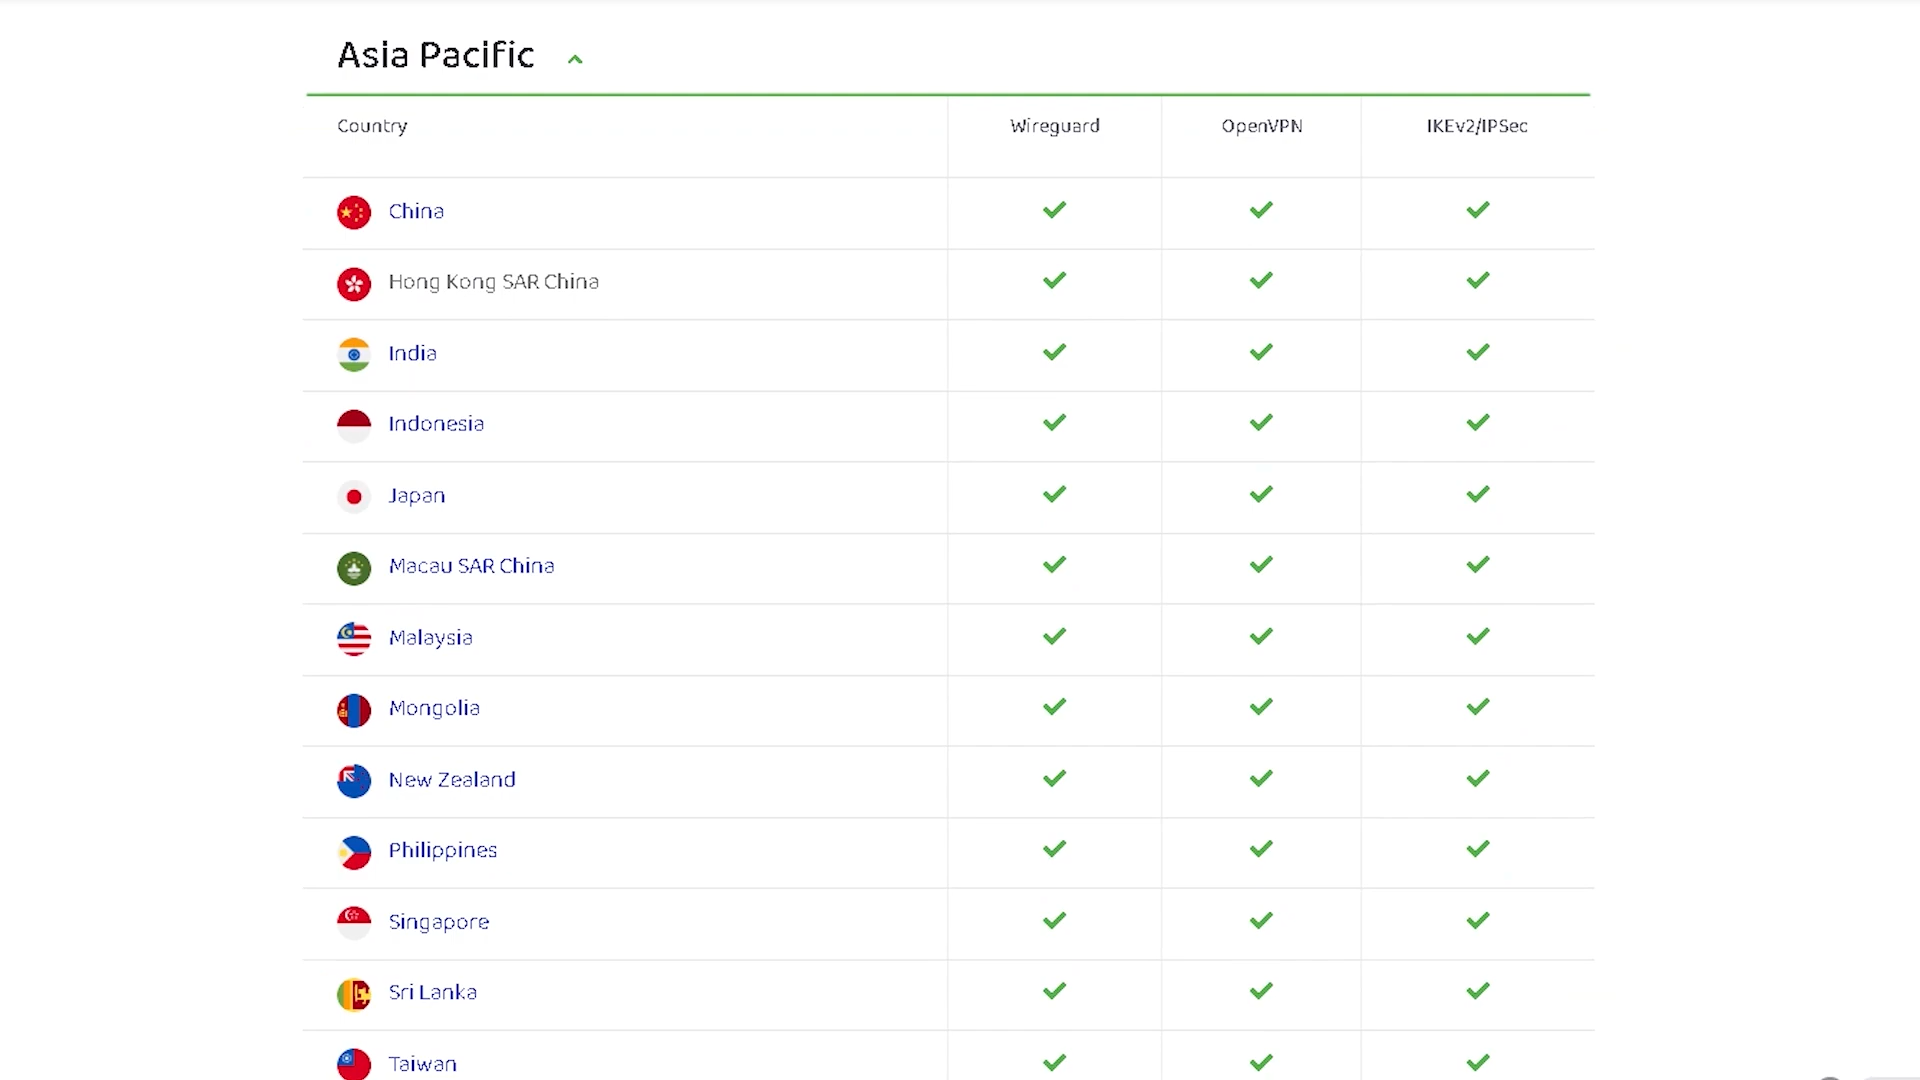 Asia Pacific
Country Wireguard OpenVPN IKEv2/IPSec
China
Hong Kong SAR China
India
Indonesia
Japan
Macau SAR China
Malaysia
Mongolia
New Zealand
Philippines
Singapore
Sri Lanka
Taiwan